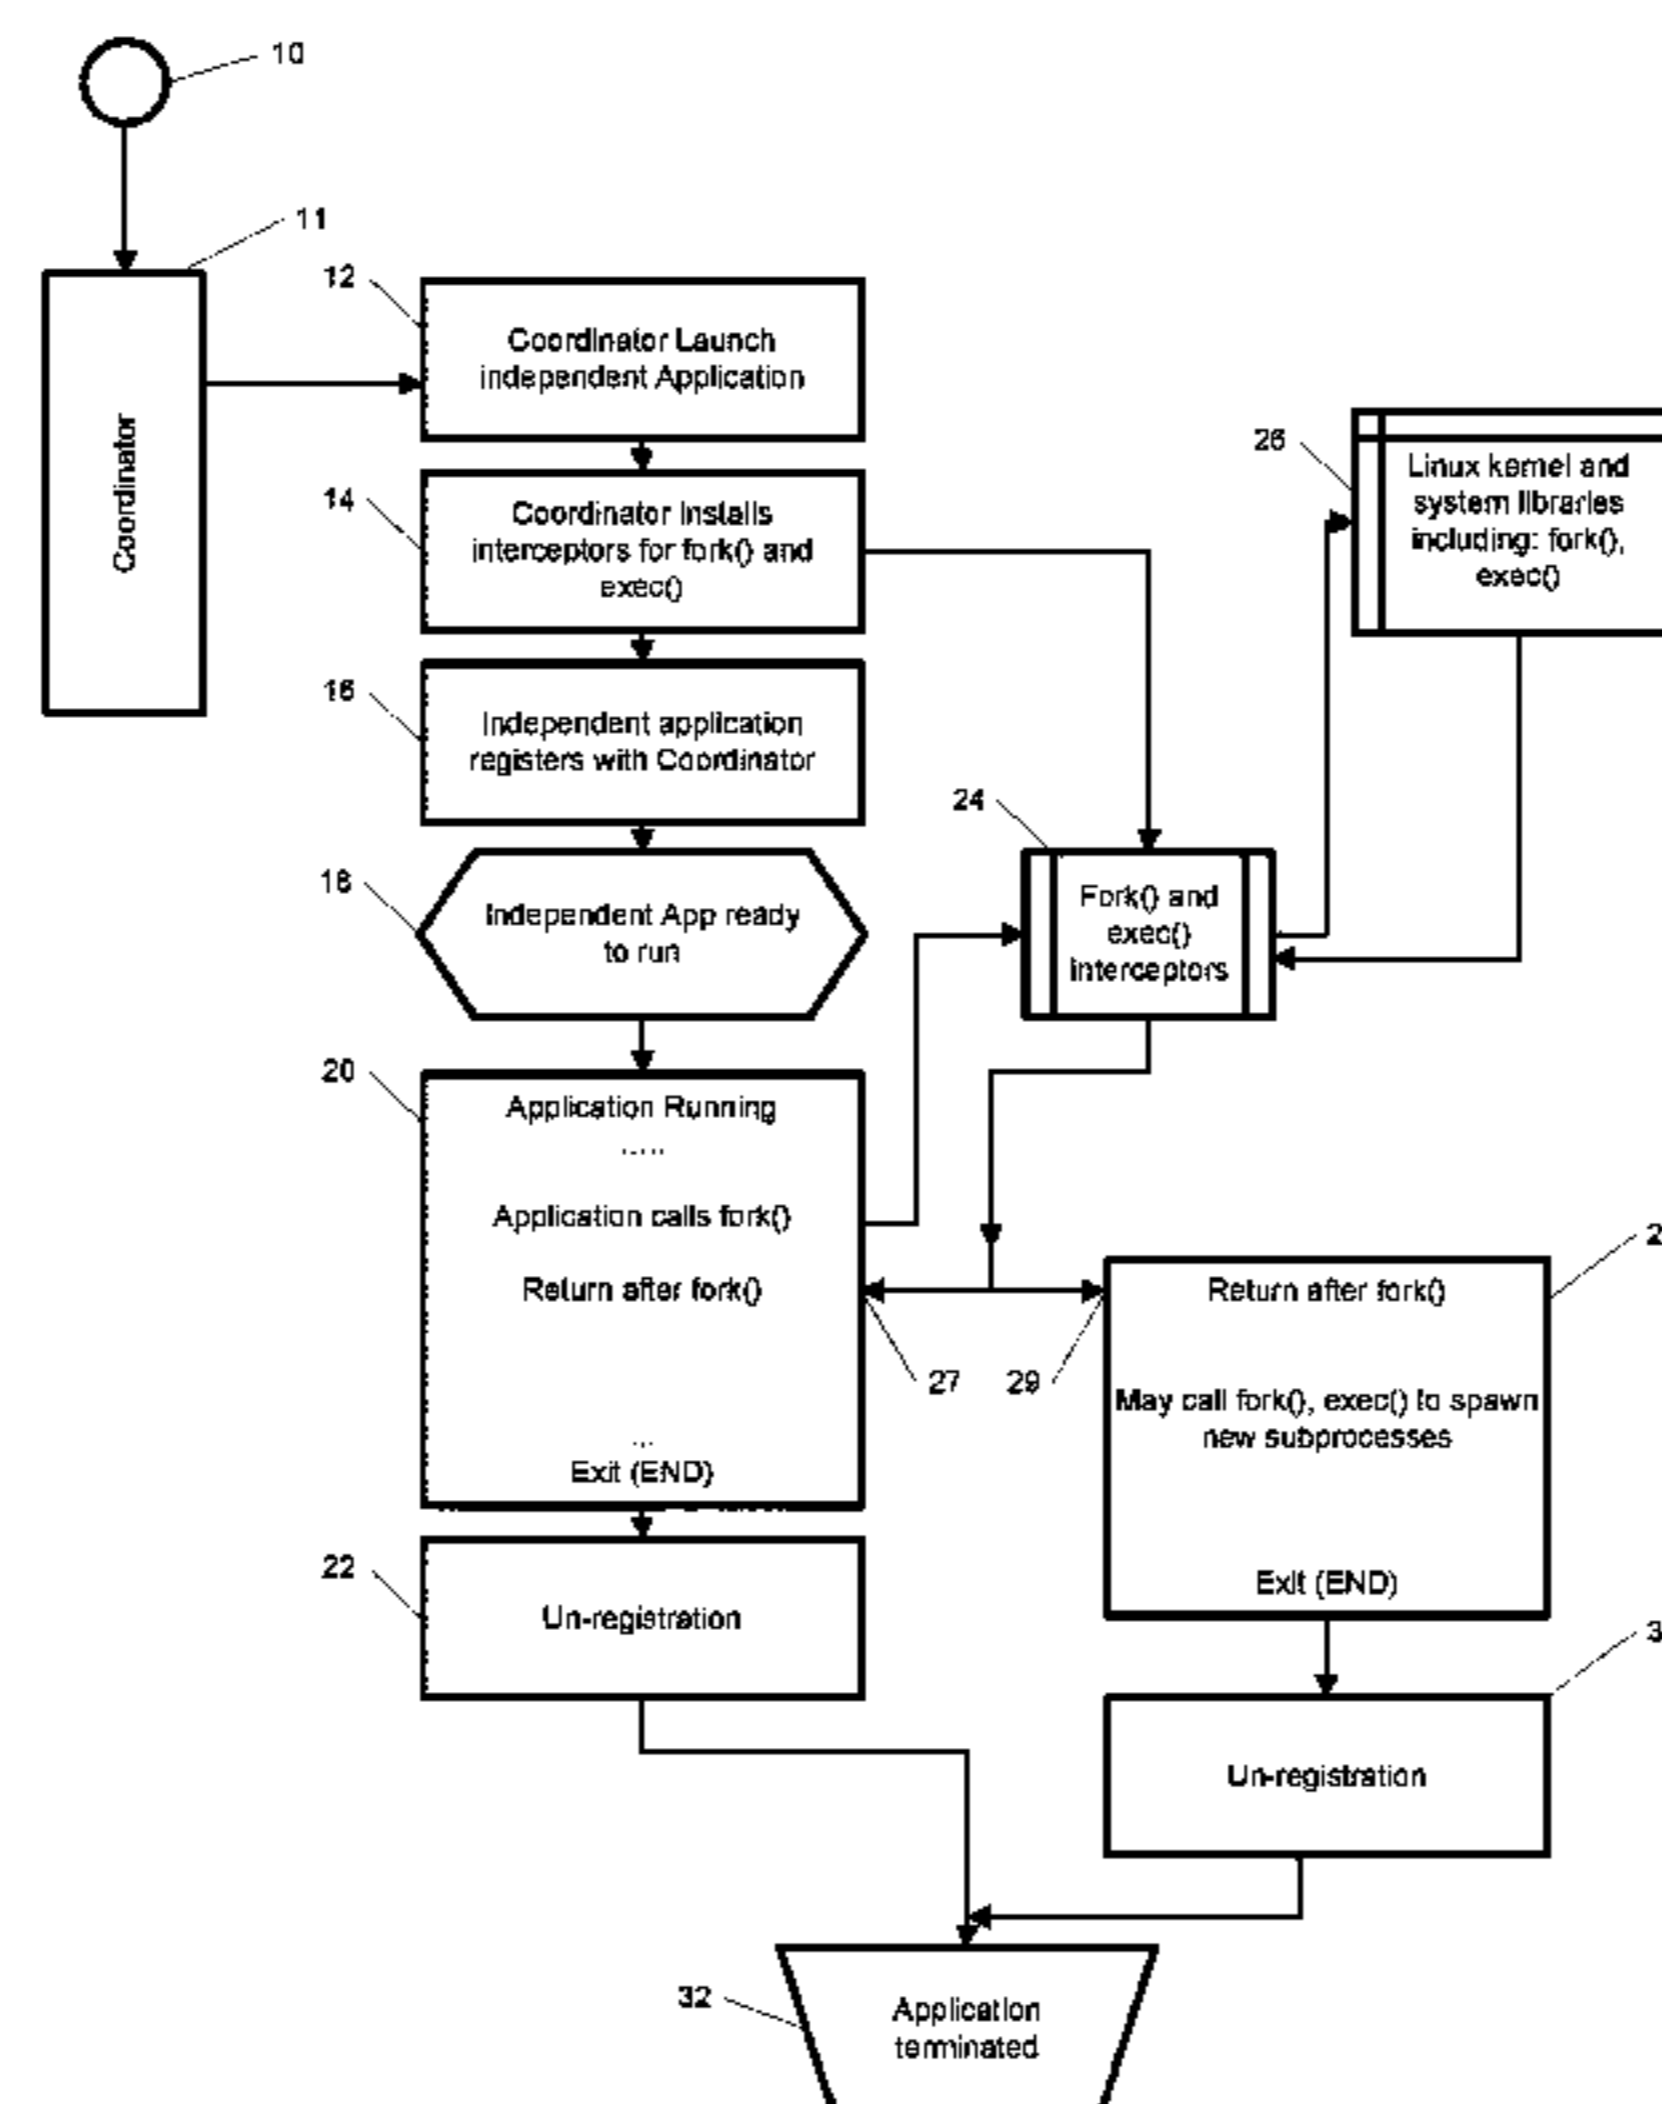 10
11
Coordinator
12
Coordinator Launch
independent Application
14
Coordinator Installs
interceptors for fork() and
exec()
16
Independent application
registers with Coordinator
18
Independent App ready
to run
26
Linux kernel and
system libraries
including: fork(),
exec()
24
Fork() and
exec()
interceptors
20
Application Running
.....
Application calls fork()
Return after fork()
...
Exit (END)
27
29
2
Return after fork()
May call fork(), exec() to spawn
new subprocesses
Exit (END)
22
Un-registration
3
Un-registration
32
Application
terminated